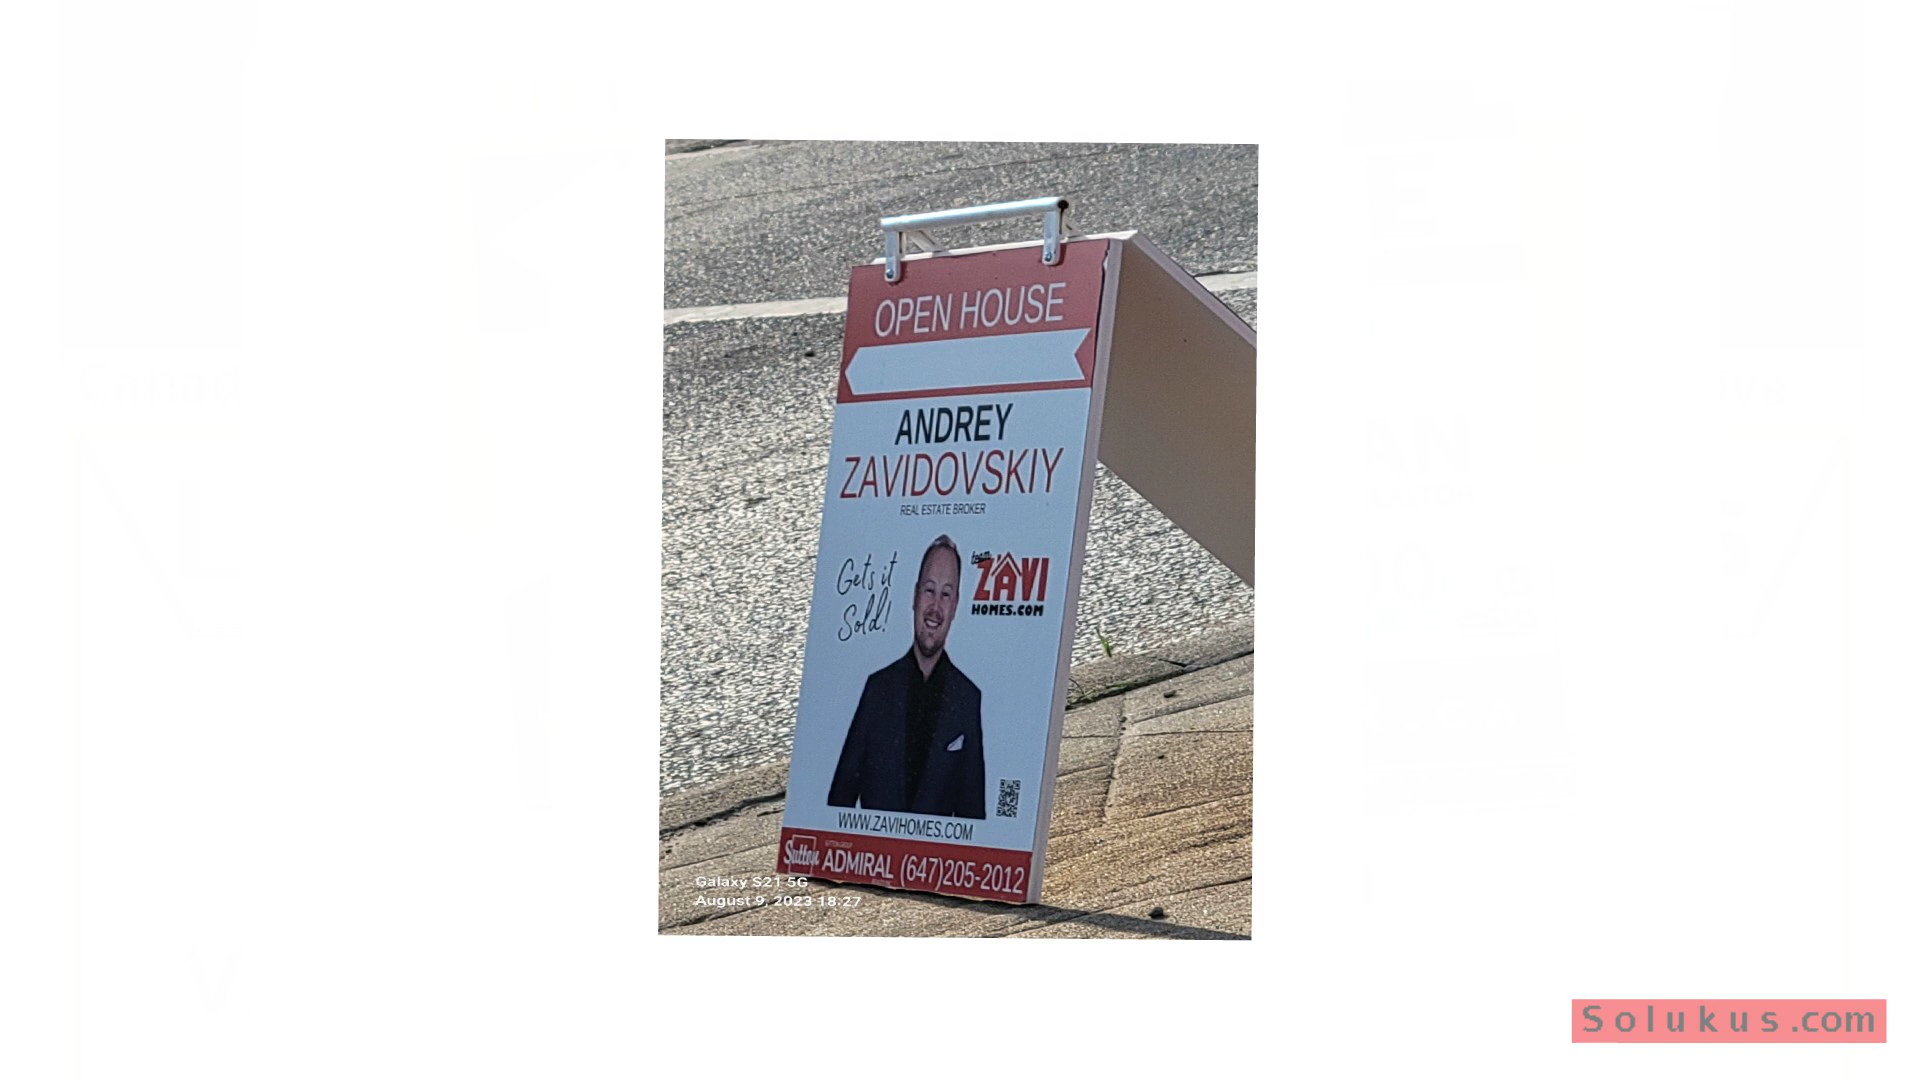 OPEN HOUSE
ANDREY
ZAVIDOVSKIY
REAL ESTATE BROKER
Gets it
Sold!
team
ZAVI
HOMES.COM
WWW.ZAVIHOMES.COM
Sutton
ADMIRAL (647)205-2012
Galaxy S21 5G
August 9, 2023 18:27
Solukus.com